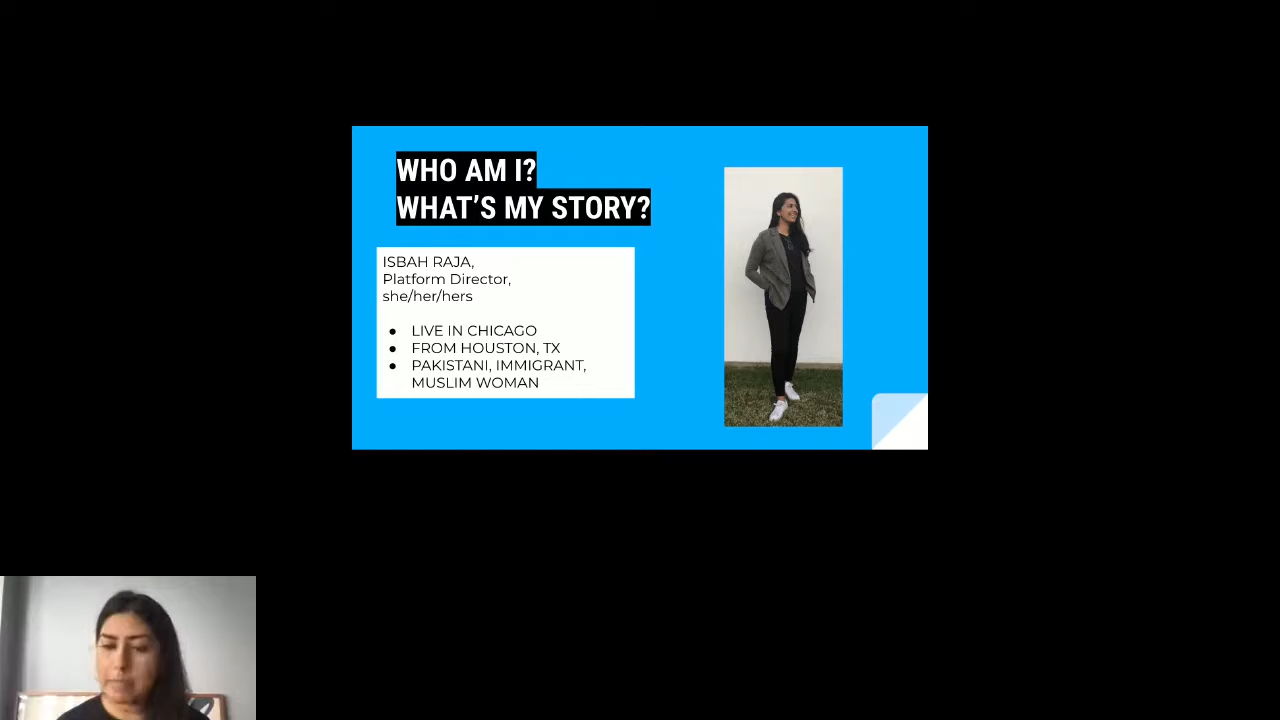 WHO AM I?
WHAT'S MY STORY?
ISBAH RAJA,
Platform Director,
she/her/hers
● LIVE IN CHICAGO
● FROM HOUSTON, TX
● PAKISTANI, IMMIGRANT,
MUSLIM WOMAN